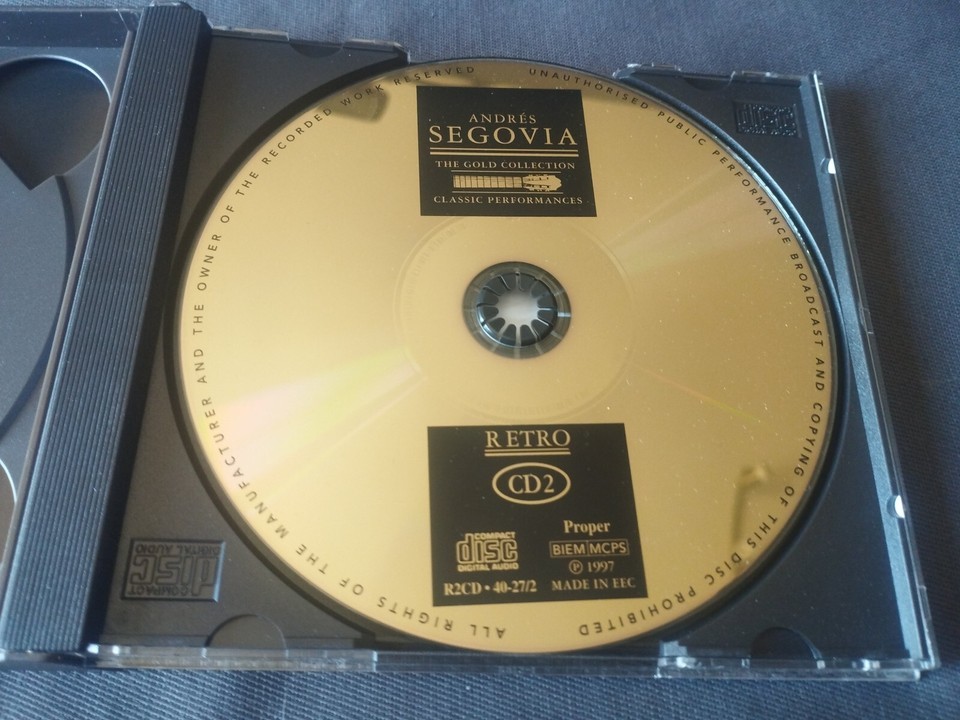 ANDRÉS
SEGOVIA
THE GOLD COLLECTION
CLASSIC PERFORMANCES
RETRO
CD2
COMPACT
disc
DIGITAL AUDIO
R2CD • 40-27/2
Proper
BIEM MCPS
Ⓟ 1997
MADE IN EEC
ALL RIGHTS OF THE MANUFACTURER AND THE OWNER OF THE RECORDED WORK RESERVED
UNAUTHORISED PUBLIC PERFORMANCE BROADCAST AND COPYING OF THIS DISC PROHIBITED
COMPACT
disc
DIGITAL AUDIO